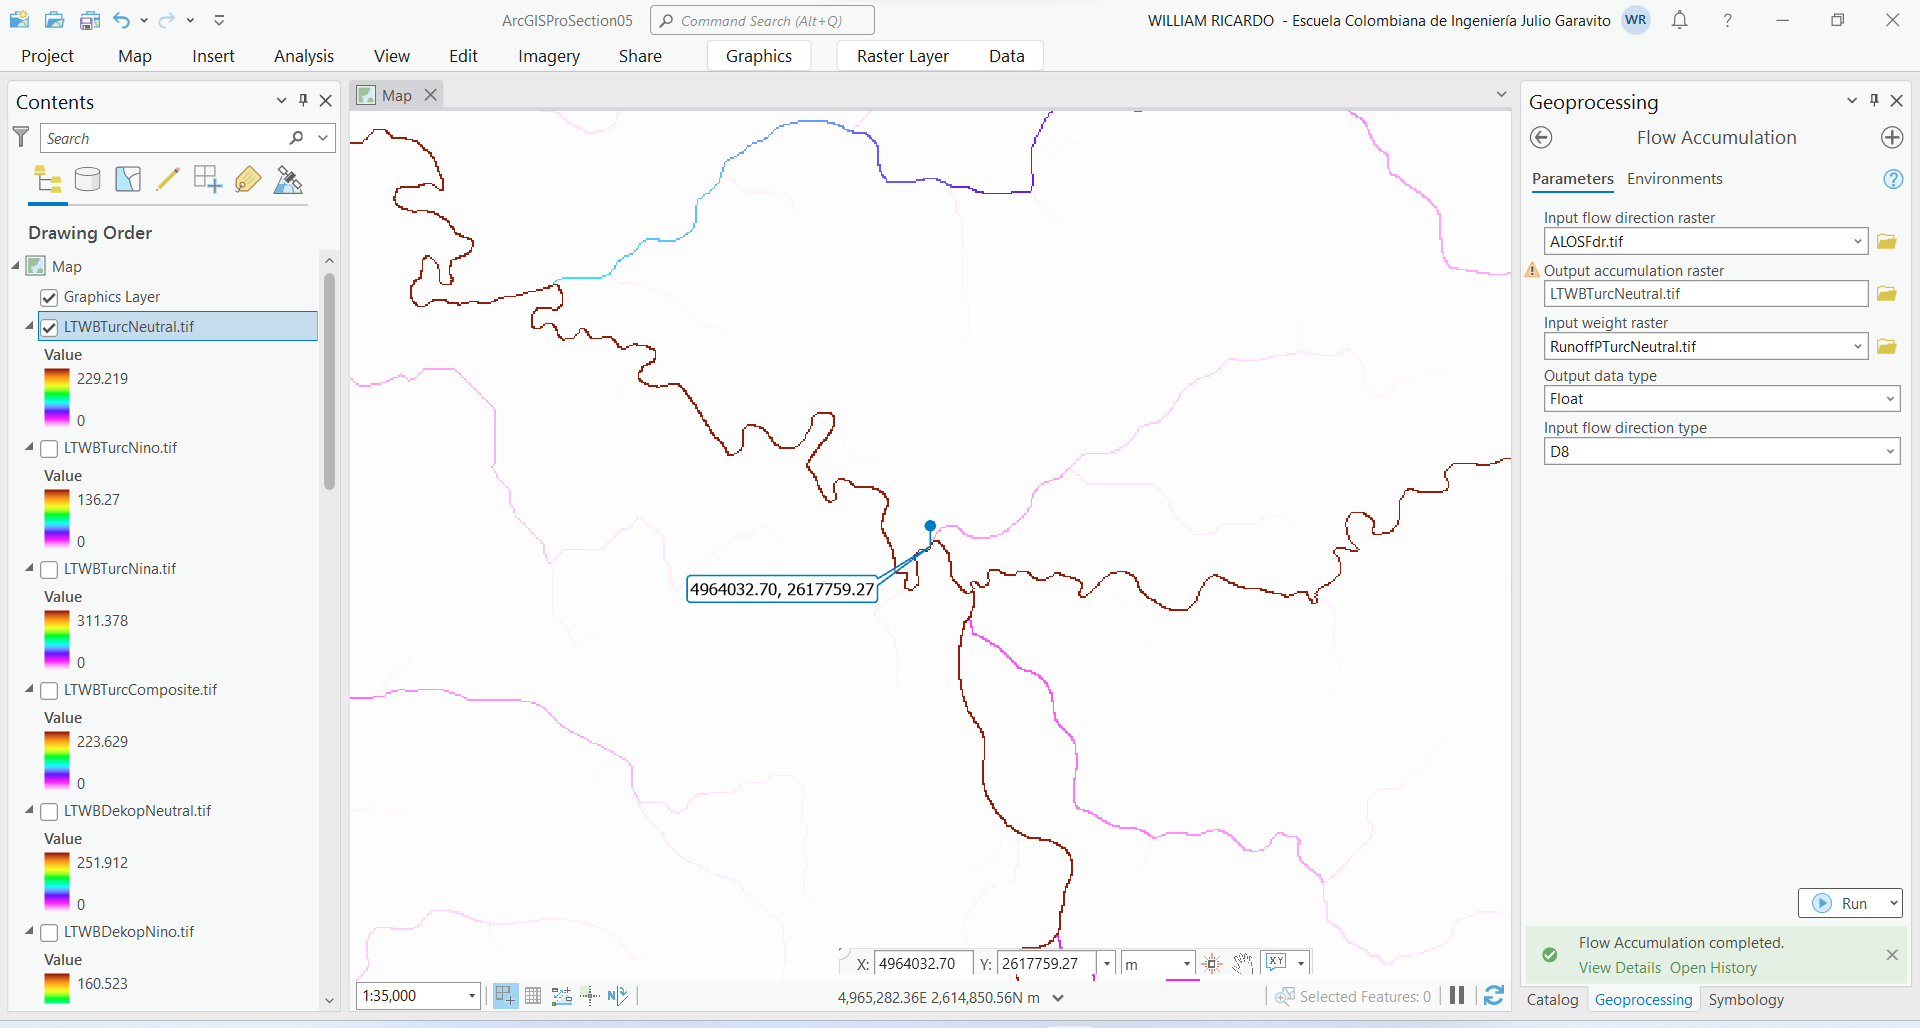 ArcGISProSection05
Command Search (Alt+Q)
WILLIAM RICARDO - Escuela Colombiana de Ingeniería Julio Garavito
WR
?
Project Map Insert Analysis View Edit Imagery Share Graphics Raster Layer Data
Contents
Search
Drawing Order
Map
Graphics Layer
LTWBTurcNeutral.tif
Value
229.219
0
LTWBTurcNino.tif
Value
136.27
0
LTWBTurcNina.tif
Value
311.378
0
LTWBTurcComposite.tif
Value
223.629
0
LTWBDekopNeutral.tif
Value
251.912
0
LTWBDekopNino.tif
Value
160.523
Map
4964032.70, 2617759.27
X: 4964032.70 Y: 2617759.27 m XY
1:35,000
N
4,965,282.36E 2,614,850.56N m
Selected Features: 0
Geoprocessing
Flow Accumulation
Parameters Environments
?
Input flow direction raster
ALOSFdr.tif
Output accumulation raster
LTWBTurcNeutral.tif
Input weight raster
RunoffPTurcNeutral.tif
Output data type
Float
Input flow direction type
D8
Run
Flow Accumulation completed.
View Details Open History
Catalog Geoprocessing Symbology